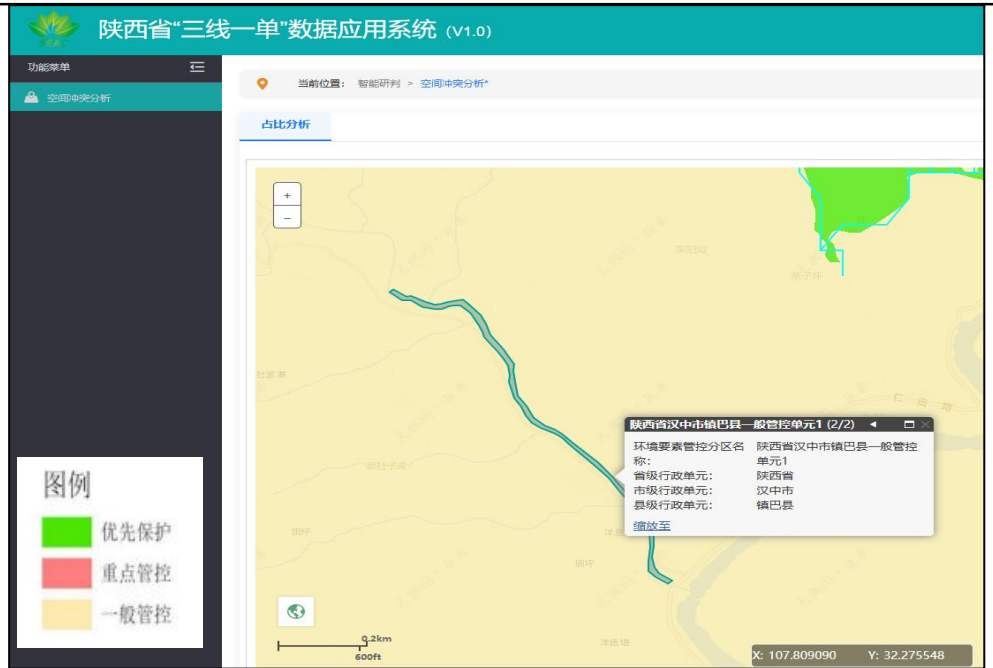 陕西省“三线一单”数据应用系统 (V1.0)
功能菜单
空间冲突分析
当前位置： 智能研判 > 空间冲突分析*
占比分析
+
−
仁田
陕西省汉中市镇巴县一般管控单元1 (2/2)
环境要素管控分区名称： 陕西省汉中市镇巴县一般管控单元1
省级行政单元： 陕西省
市级行政单元： 汉中市
县级行政单元： 镇巴县
缩放至
图例
优先保护
重点管控
一般管控
庙坪
0.2km
600ft
X: 107.809090 Y: 32.275548